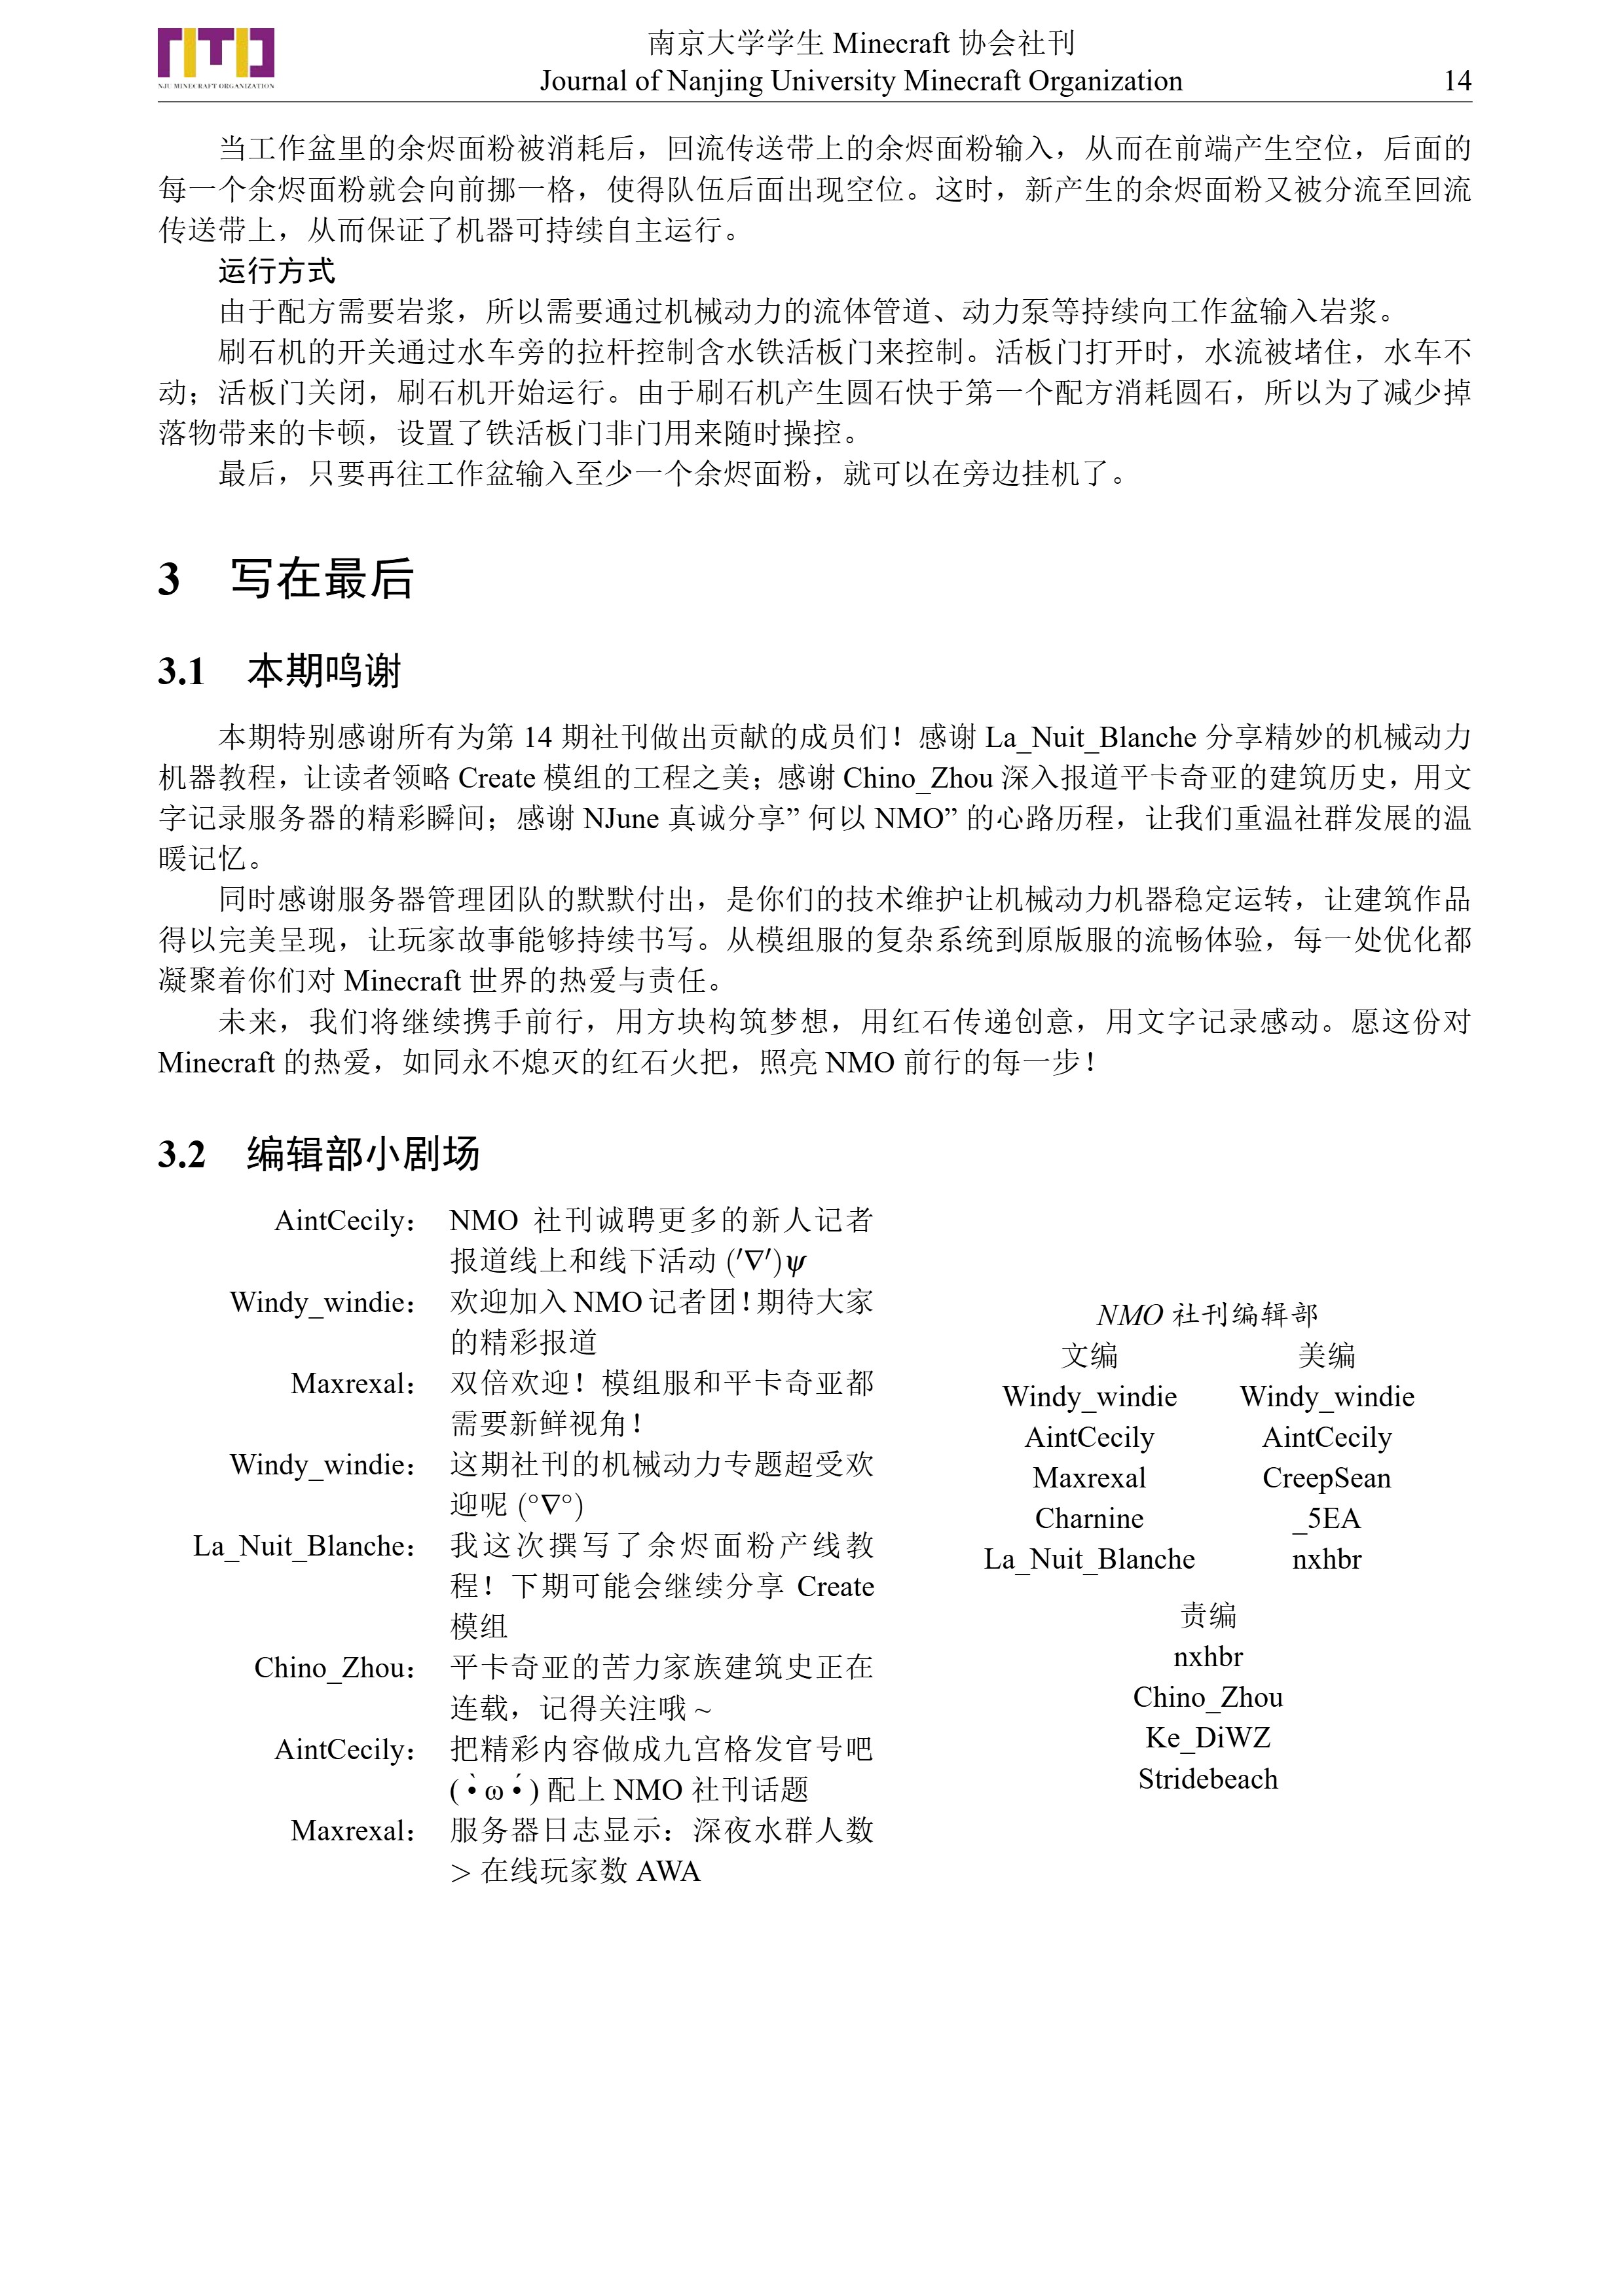 NJU MINECRAFT ORGANIZATION
南京大学学生 Minecraft 协会社刊
Journal of Nanjing University Minecraft Organization
14
当工作盆里的余烬面粉被消耗后，回流传送带上的余烬面粉输入，从而在前端产生空位，后面的
每一个余烬面粉就会向前挪一格，使得队伍后面出现空位。这时，新产生的余烬面粉又被分流至回流
传送带上，从而保证了机器可持续自主运行。
运行方式
由于配方需要岩浆，所以需要通过机械动力的流体管道、动力泵等持续向工作盆输入岩浆。
刷石机的开关通过水车旁的拉杆控制含水铁活板门来控制。活板门打开时，水流被堵住，水车不
动；活板门关闭，刷石机开始运行。由于刷石机产生圆石快于第一个配方消耗圆石，所以为了减少掉
落物带来的卡顿，设置了铁活板门非门用来随时操控。
最后，只要再往工作盆输入至少一个余烬面粉，就可以在旁边挂机了。
3 写在最后
3.1 本期鸣谢
本期特别感谢所有为第 14 期社刊做出贡献的成员们！感谢 La_Nuit_Blanche 分享精妙的机械动力
机器教程，让读者领略 Create 模组的工程之美；感谢 Chino_Zhou 深入报道平卡奇亚的建筑历史，用文
字记录服务器的精彩瞬间；感谢 NJune 真诚分享” 何以 NMO” 的心路历程，让我们重温社群发展的温
暖记忆。
同时感谢服务器管理团队的默默付出，是你们的技术维护让机械动力机器稳定运转，让建筑作品
得以完美呈现，让玩家故事能够持续书写。从模组服的复杂系统到原版服的流畅体验，每一处优化都
凝聚着你们对 Minecraft 世界的热爱与责任。
未来，我们将继续携手前行，用方块构筑梦想，用红石传递创意，用文字记录感动。愿这份对
Minecraft 的热爱，如同永不熄灭的红石火把，照亮 NMO 前行的每一步！
3.2 编辑部小剧场
AintCecily： NMO 社刊诚聘更多的新人记者
报道线上和线下活动 (′∇′)ψ
Windy_windie： 欢迎加入 NMO 记者团！期待大家
的精彩报道
Maxrexal： 双倍欢迎！模组服和平卡奇亚都
需要新鲜视角！
Windy_windie： 这期社刊的机械动力专题超受欢
迎呢 (°∇°)
La_Nuit_Blanche： 我这次撰写了余烬面粉产线教
程！下期可能会继续分享 Create
模组
Chino_Zhou： 平卡奇亚的苦力家族建筑史正在
连载，记得关注哦 ~
AintCecily： 把精彩内容做成九宫格发官号吧
(•̀ω•́) 配上 NMO 社刊话题
Maxrexal： 服务器日志显示：深夜水群人数
> 在线玩家数 AWA
NMO 社刊编辑部
文编 美编
Windy_windie Windy_windie
AintCecily AintCecily
Maxrexal CreepSean
Charnine _5EA
La_Nuit_Blanche nxhbr
责编
nxhbr
Chino_Zhou
Ke_DiWZ
Stridebeach